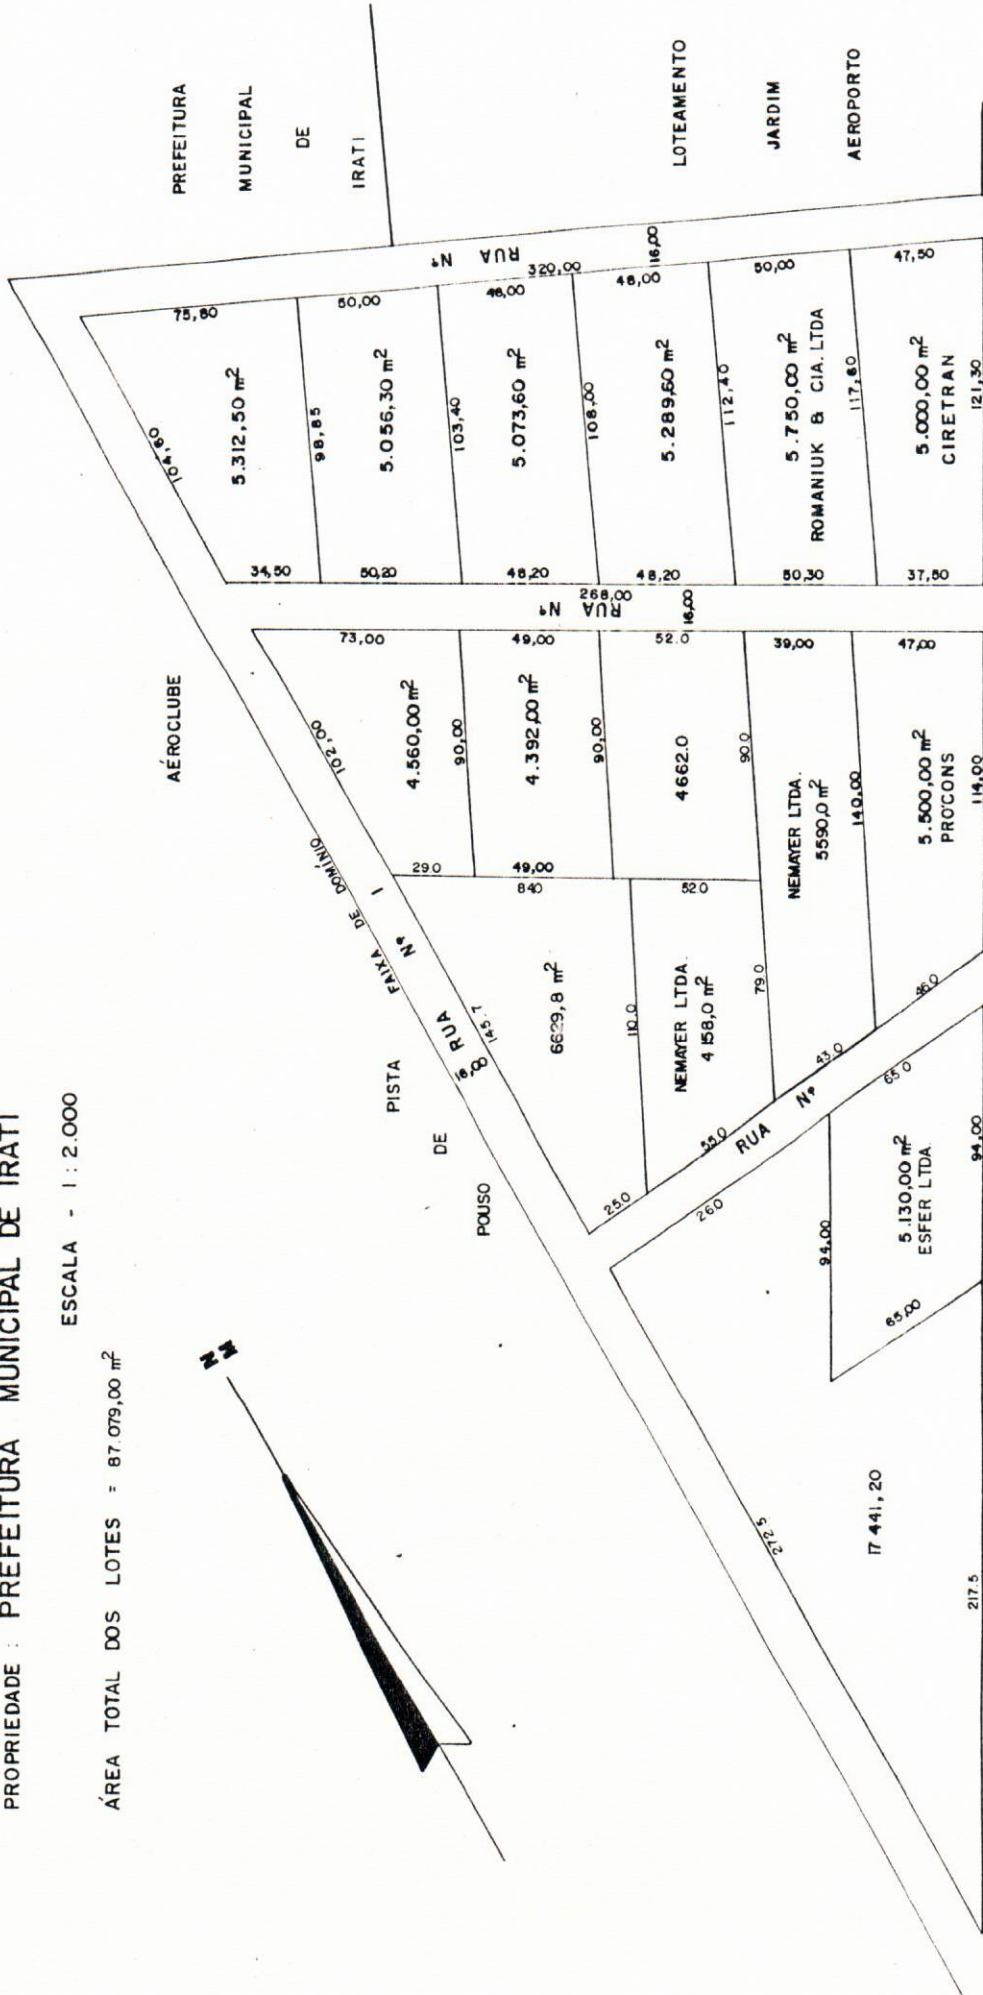 PROPRIEDADE : PREFEITURA MUNICIPAL DE IRATI
ESCALA - 1 : 2.000
ÁREA TOTAL DOS LOTES = 87.079,00 m²
PREFEITURA
MUNICIPAL
DE
IRATI
LOTEAMENTO
JARDIM
AEROPORTO
AÉROCLUBE
PISTA
DE
POUSO
FAIXA DE DOMÍNIO
RUA Nº 1
16,00
145.7
102,00
104,80
RUA Nº
320,00
16,00
75,80
50,00
46,00
48,00
50,00
47,50
5.312,50 m²
98,85
5.056,30 m²
103,40
5.073,60 m²
108,00
5.289,60 m²
112,40
5.750,00 m²
ROMANIUK & CIA. LTDA
117,80
5.000,00 m²
CIRETRAN
121,30
34,50
50,20
48,20
48,20
50,30
37,50
RUA Nº
268,00
16,00
73,00
49,00
52.0
39,00
47,00
4.560,00 m²
90,00
4.392,00 m²
90,00
4662.0
90.0
NEMAYER LTDA.
5590,0 m²
140,00
5.500,00 m²
PROCONS
114,00
29.0
49,00
84.0
52.0
6629,8 m²
110.0
NEMAYER LTDA.
4 158,0 m²
79.0
25.0
55.0
43.0
46.0
RUA Nº
26.0
65.0
94,00
5.130,00 m²
ESFER LTDA.
94,00
65,00
272.5
17 441,20
217.5
N
M